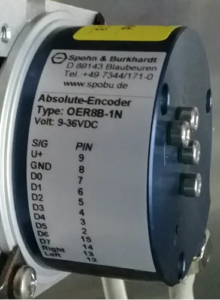 Spohn & Burkhardt
D 89143 Blaubeuren
Tel. +49 7344/171-0
www.spobu.de
Absolute-Encoder
Type: OER8B-1N
Volt: 9-36VDC
SIG PIN
U+ 9
GND 8
D0 7
D1 6
D2 5
D3 4
D4 3
D5 2
D6 15
D7 14
Right 13
Left 12